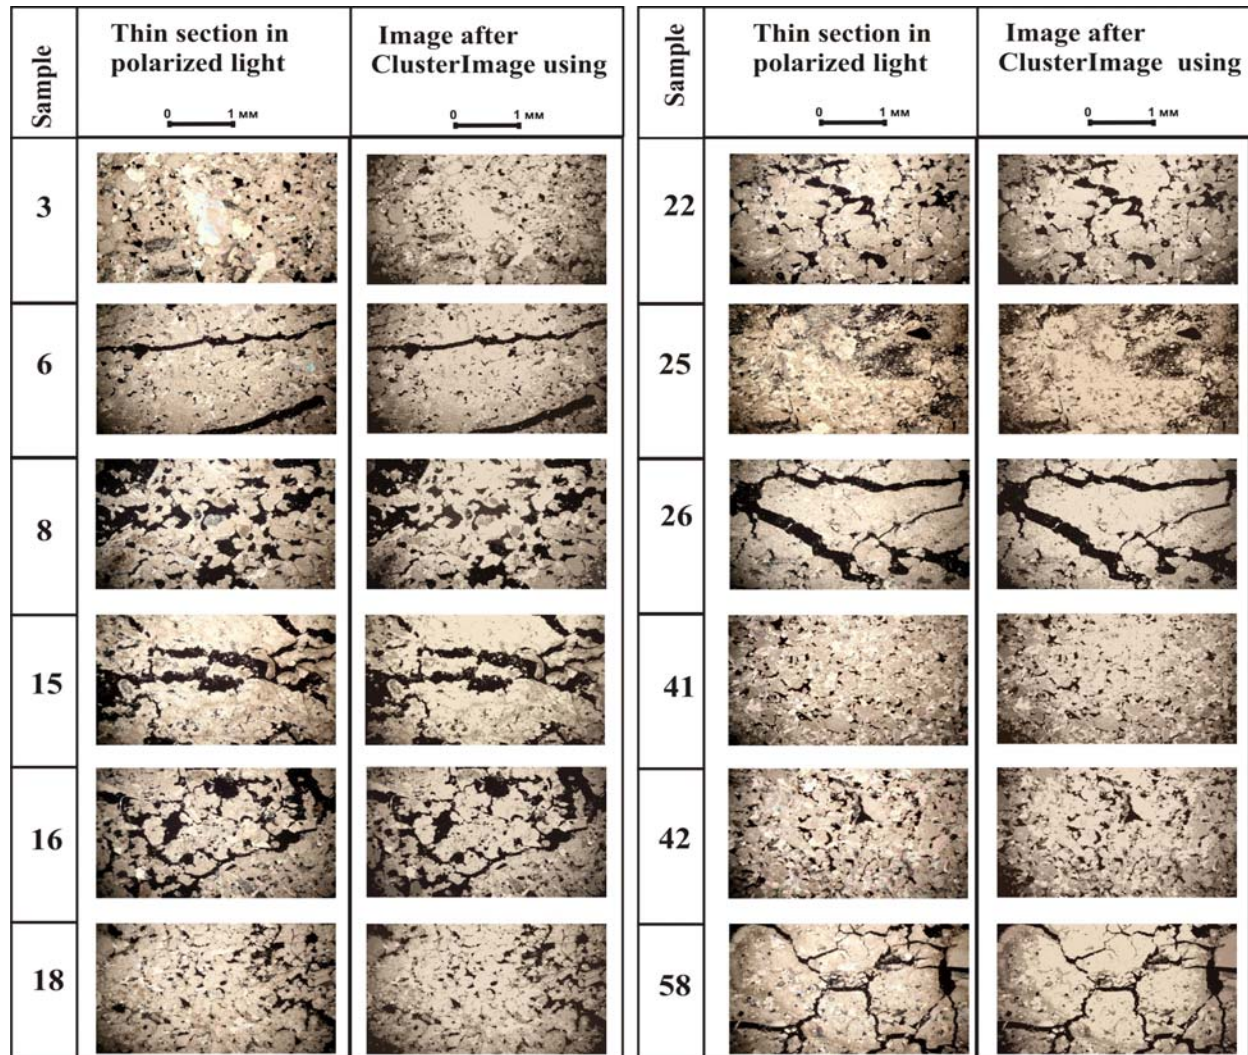 Sample
Thin section in
polarized light
0 1 мм
Image after
ClusterImage using
0 1 мм
3
6
8
15
16
18
Sample
Thin section in
polarized light
0 1 мм
Image after
ClusterImage using
0 1 мм
22
25
26
41
42
58